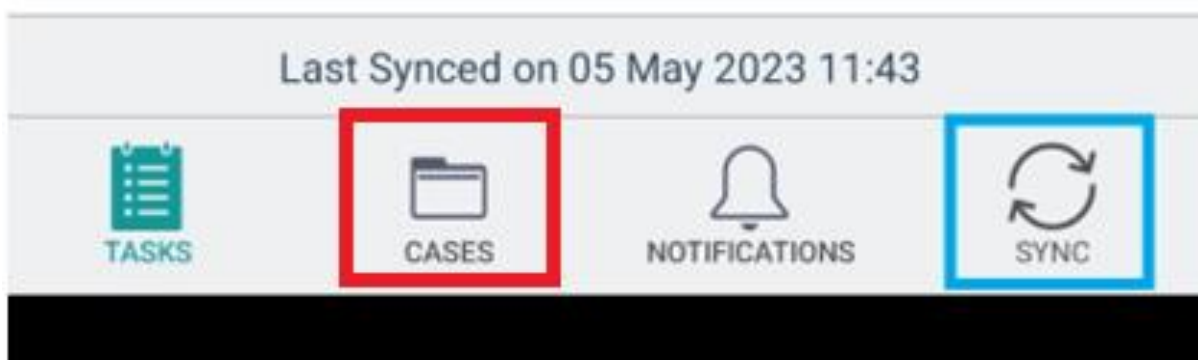 Last Synced on 05 May 2023 11:43
TASKS CASES NOTIFICATIONS SYNC